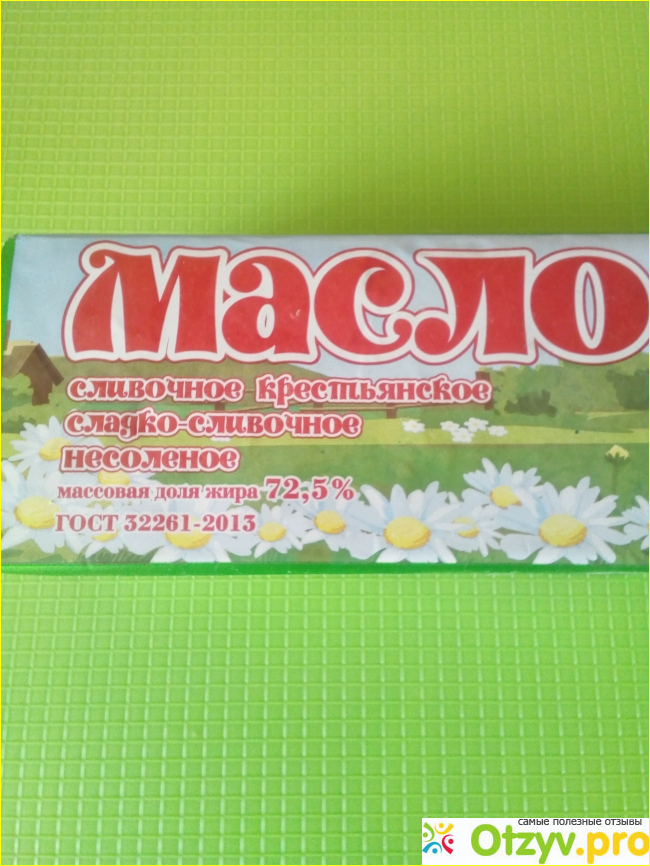 Масло
сливочное крестьянское
сладко-сливочное
несоленое
массовая доля жира 72,5%
ГОСТ 32261-2013
самые полезные отзывы
Otzyv.pro